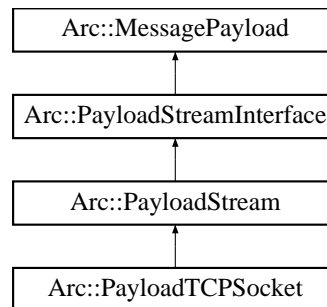 Arc::MessagePayload
Arc::PayloadStreamInterface
Arc::PayloadStream
Arc::PayloadTCPSocket